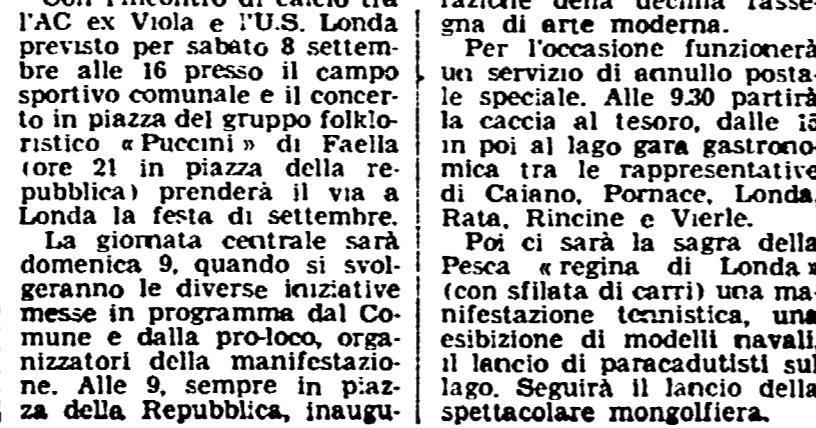 Con l'incontro di calcio tra
l'AC ex Viola e l'U.S. Londa
previsto per sabato 8 settem-
bre alle 16 presso il campo
sportivo comunale e il concer-
to in piazza del gruppo folklo-
ristico « Puccini » di Faella
(ore 21 in piazza della re-
pubblica) prenderà il via a
Londa la festa di settembre.
La giornata centrale sarà
domenica 9, quando si svol-
geranno le diverse iniziative
messe in programma dal Co-
mune e dalla pro-loco, orga-
nizzatori della manifestazio-
ne. Alle 9, sempre in piaz-
za della Repubblica, inaugu-
razione della decima rasse-
gna di arte moderna.
Per l'occasione funzionerà
un servizio di annullo posta-
le speciale. Alle 9.30 partirà
la caccia al tesoro, dalle 15
in poi al lago gara gastrono-
mica tra le rappresentative
di Caiano, Pornace, Londa,
Rata, Rincine e Vierle.
Poi ci sarà la sagra della
Pesca « regina di Londa »
(con sfilata di carri) una ma-
nifestazione tennistica, una
esibizione di modelli navali,
il lancio di paracadutisti sul
lago. Seguirà il lancio della
spettacolare mongolfiera.